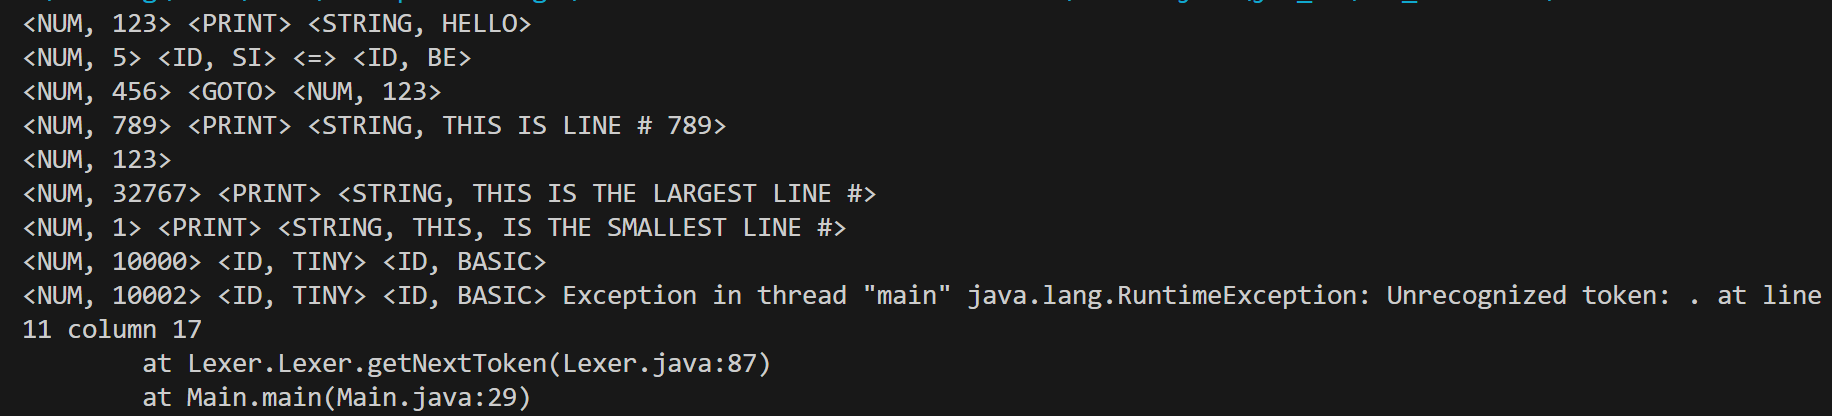 <NUM, 123> <PRINT> <STRING, HELLO>
<NUM, 5> <ID, SI> <=> <ID, BE>
<NUM, 456> <GOTO> <NUM, 123>
<NUM, 789> <PRINT> <STRING, THIS IS LINE # 789>
<NUM, 123>
<NUM, 32767> <PRINT> <STRING, THIS IS THE LARGEST LINE #>
<NUM, 1> <PRINT> <STRING, THIS, IS THE SMALLEST LINE #>
<NUM, 10000> <ID, TINY> <ID, BASIC>
<NUM, 10002> <ID, TINY> <ID, BASIC> Exception in thread "main" java.lang.RuntimeException: Unrecognized token: . at line
11 column 17
at Lexer.Lexer.getNextToken(Lexer.java:87)
at Main.main(Main.java:29)